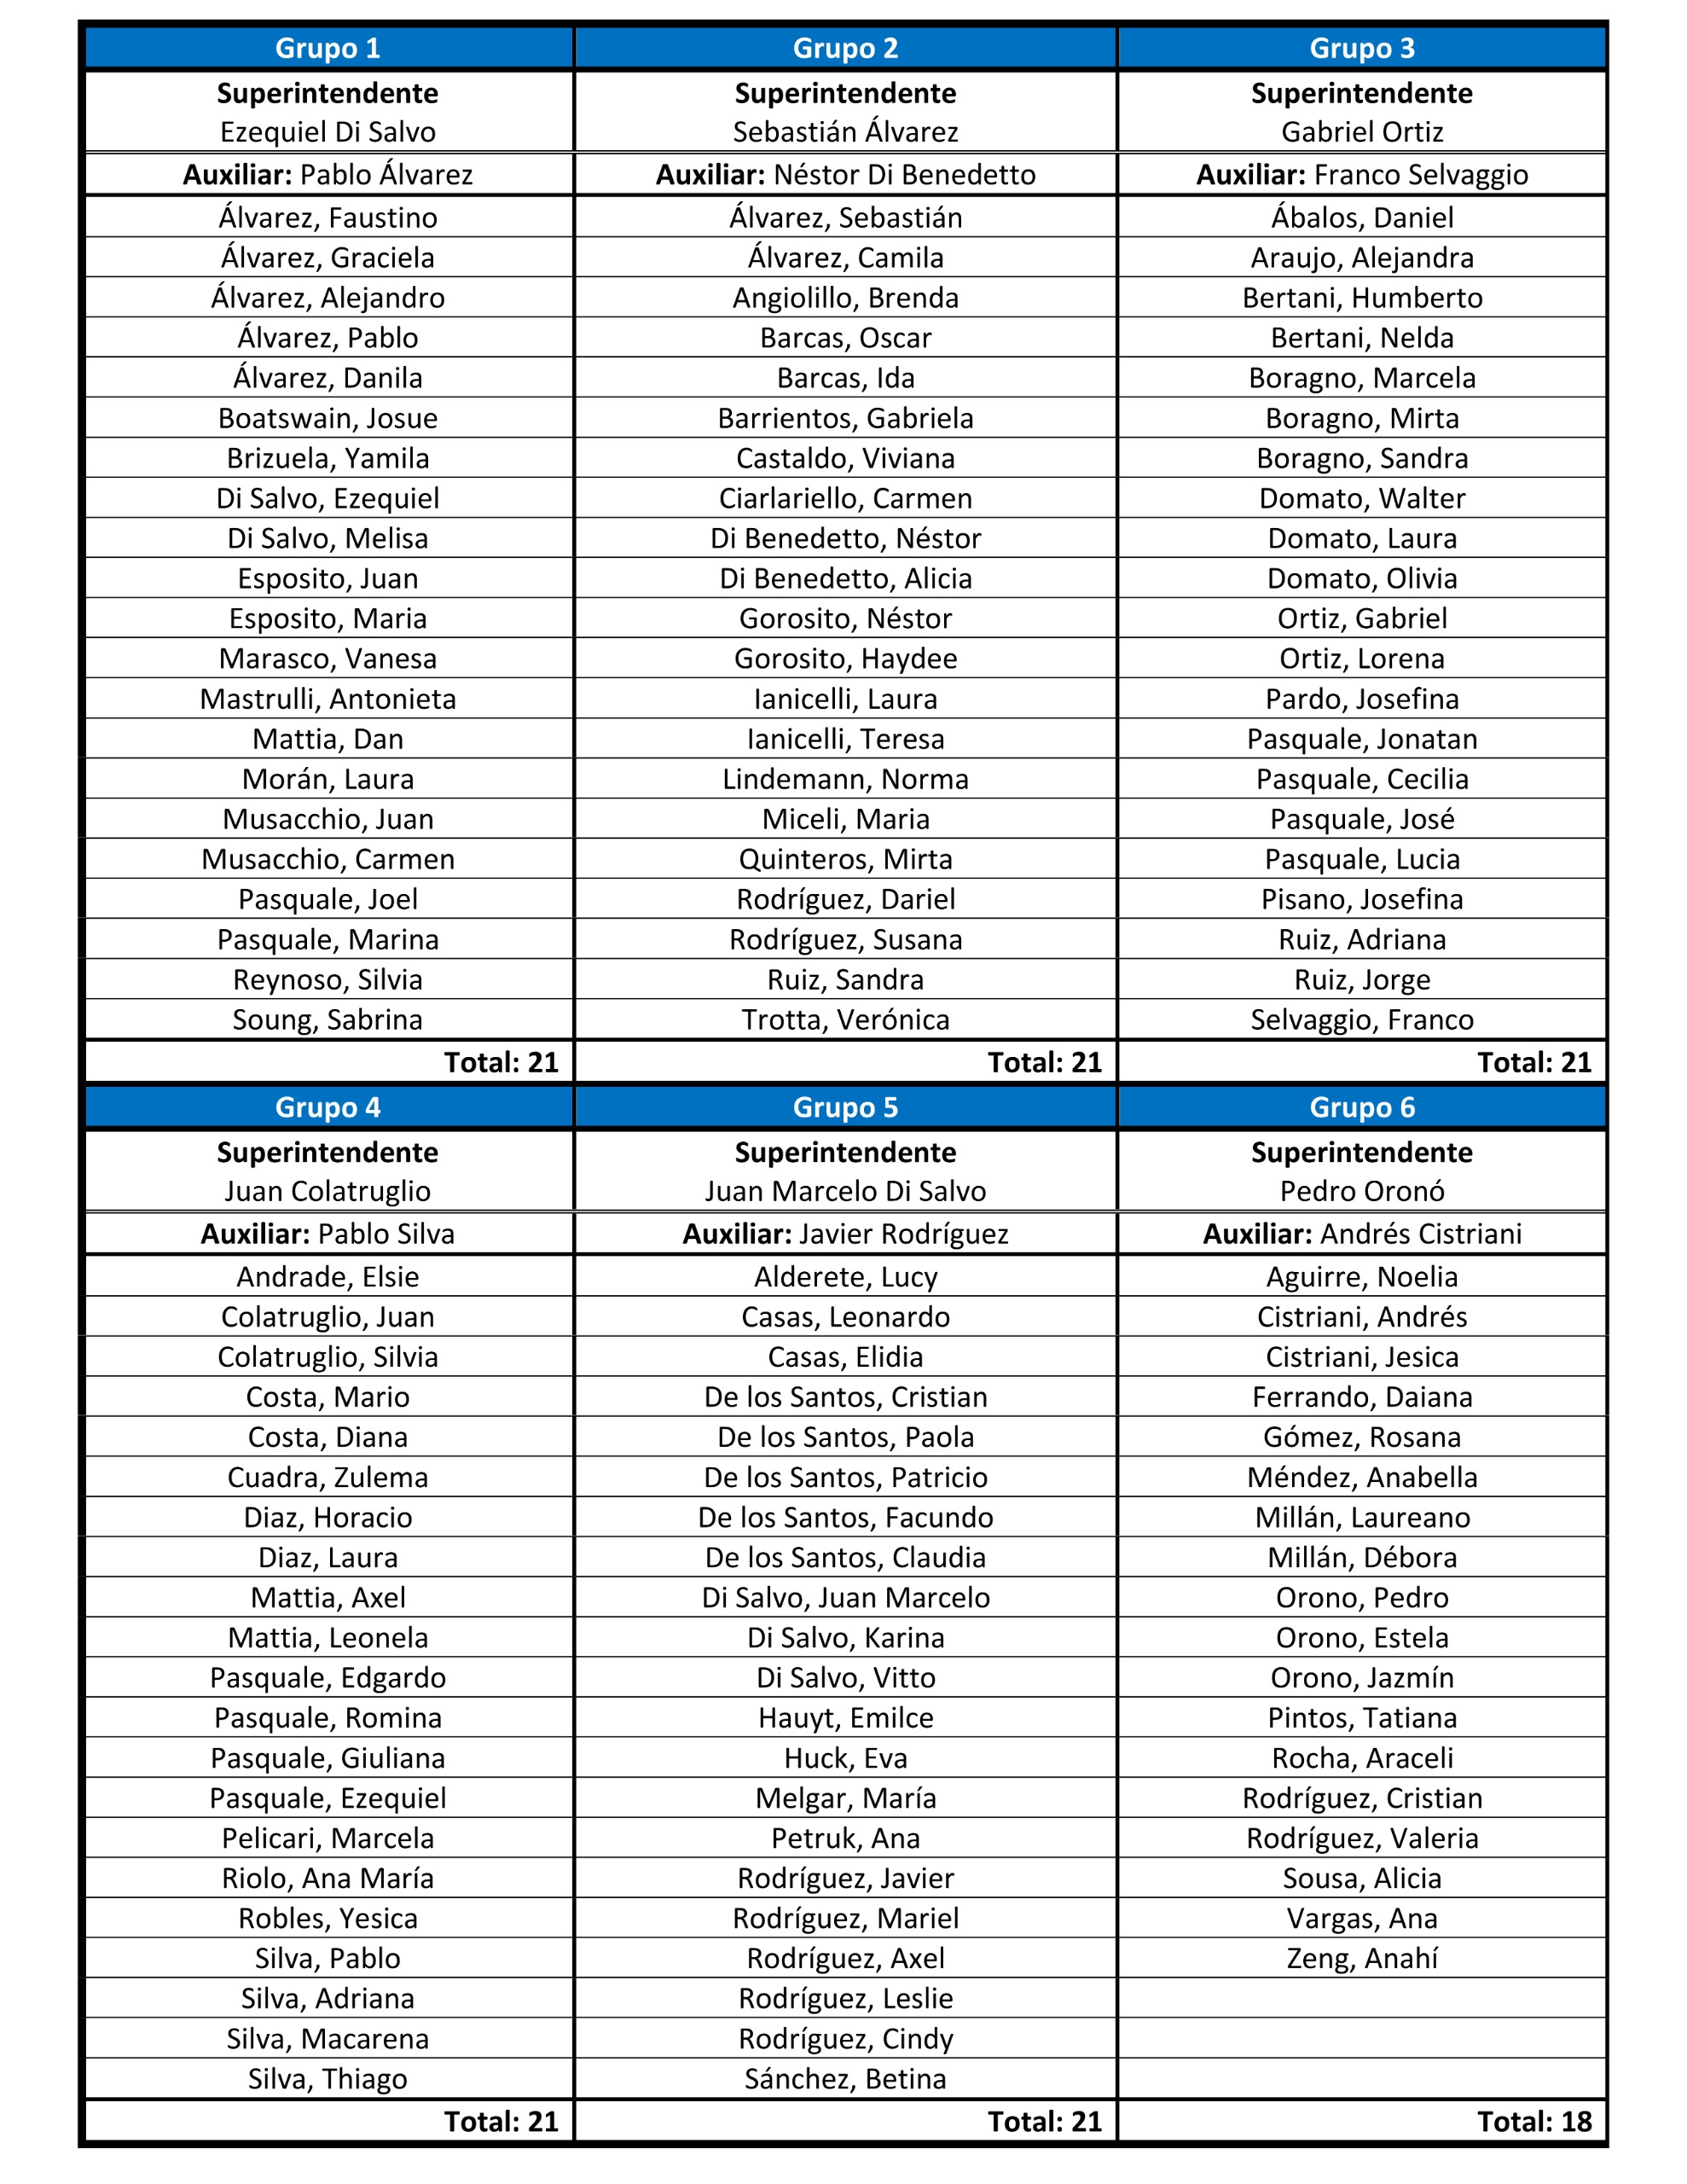 Grupo 1
Superintendente
Ezequiel Di Salvo
Auxiliar: Pablo Álvarez
Álvarez, Faustino
Álvarez, Graciela
Álvarez, Alejandro
Álvarez, Pablo
Álvarez, Danila
Boatswain, Josue
Brizuela, Yamila
Di Salvo, Ezequiel
Di Salvo, Melisa
Esposito, Juan
Esposito, Maria
Marasco, Vanesa
Mastrulli, Antonieta
Mattia, Dan
Morán, Laura
Musacchio, Juan
Musacchio, Carmen
Pasquale, Joel
Pasquale, Marina
Reynoso, Silvia
Soung, Sabrina
Total: 21
Grupo 2
Superintendente
Sebastián Álvarez
Auxiliar: Néstor Di Benedetto
Álvarez, Sebastián
Álvarez, Camila
Angiolillo, Brenda
Barcas, Oscar
Barcas, Ida
Barrientos, Gabriela
Castaldo, Viviana
Ciarlariello, Carmen
Di Benedetto, Néstor
Di Benedetto, Alicia
Gorosito, Néstor
Gorosito, Haydee
Ianicelli, Laura
Ianicelli, Teresa
Lindemann, Norma
Miceli, Maria
Quinteros, Mirta
Rodríguez, Dariel
Rodríguez, Susana
Ruiz, Sandra
Trotta, Verónica
Total: 21
Grupo 3
Superintendente
Gabriel Ortiz
Auxiliar: Franco Selvaggio
Ábalos, Daniel
Araujo, Alejandra
Bertani, Humberto
Bertani, Nelda
Boragno, Marcela
Boragno, Mirta
Boragno, Sandra
Domato, Walter
Domato, Laura
Domato, Olivia
Ortiz, Gabriel
Ortiz, Lorena
Pardo, Josefina
Pasquale, Jonatan
Pasquale, Cecilia
Pasquale, José
Pasquale, Lucia
Pisano, Josefina
Ruiz, Adriana
Ruiz, Jorge
Selvaggio, Franco
Total: 21
Grupo 4
Superintendente
Juan Colatruglio
Auxiliar: Pablo Silva
Andrade, Elsie
Colatruglio, Juan
Colatruglio, Silvia
Costa, Mario
Costa, Diana
Cuadra, Zulema
Diaz, Horacio
Diaz, Laura
Mattia, Axel
Mattia, Leonela
Pasquale, Edgardo
Pasquale, Romina
Pasquale, Giuliana
Pasquale, Ezequiel
Pelicari, Marcela
Riolo, Ana María
Robles, Yesica
Silva, Pablo
Silva, Adriana
Silva, Macarena
Silva, Thiago
Total: 21
Grupo 5
Superintendente
Juan Marcelo Di Salvo
Auxiliar: Javier Rodríguez
Alderete, Lucy
Casas, Leonardo
Casas, Elidia
De los Santos, Cristian
De los Santos, Paola
De los Santos, Patricio
De los Santos, Facundo
De los Santos, Claudia
Di Salvo, Juan Marcelo
Di Salvo, Karina
Di Salvo, Vitto
Hauyt, Emilce
Huck, Eva
Melgar, María
Petruk, Ana
Rodríguez, Javier
Rodríguez, Mariel
Rodríguez, Axel
Rodríguez, Leslie
Rodríguez, Cindy
Sánchez, Betina
Total: 21
Grupo 6
Superintendente
Pedro Oronó
Auxiliar: Andrés Cistriani
Aguirre, Noelia
Cistriani, Andrés
Cistriani, Jesica
Ferrando, Daiana
Gómez, Rosana
Méndez, Anabella
Millán, Laureano
Millán, Débora
Orono, Pedro
Orono, Estela
Orono, Jazmín
Pintos, Tatiana
Rocha, Araceli
Rodríguez, Cristian
Rodríguez, Valeria
Sousa, Alicia
Vargas, Ana
Zeng, Anahí
Total: 18